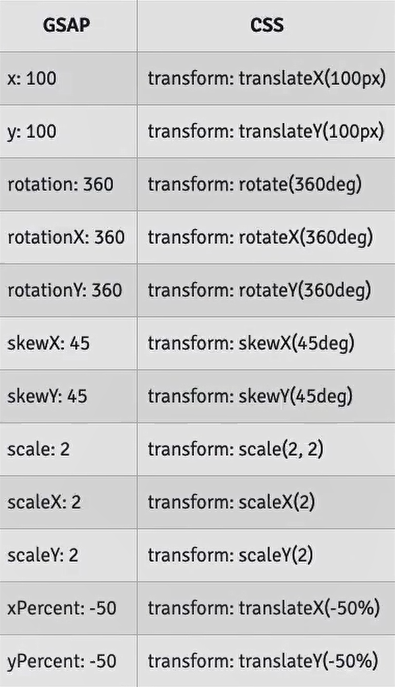 GSAP CSS
x: 100 transform: translateX(100px)
y: 100 transform: translateY(100px)
rotation: 360 transform: rotate(360deg)
rotationX: 360 transform: rotateX(360deg)
rotationY: 360 transform: rotateY(360deg)
skewX: 45 transform: skewX(45deg)
skewY: 45 transform: skewY(45deg)
scale: 2 transform: scale(2, 2)
scaleX: 2 transform: scaleX(2)
scaleY: 2 transform: scaleY(2)
xPercent: -50 transform: translateX(-50%)
yPercent: -50 transform: translateY(-50%)